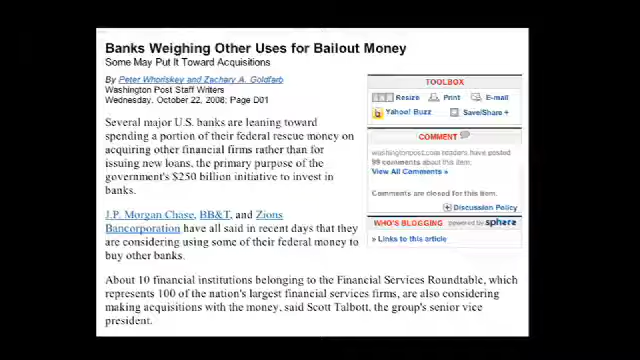 Banks Weighing Other Uses for Bailout Money
Some May Put It Toward Acquisitions
By Peter Whoriskey and Zachary A. Goldfarb
Washington Post Staff Writers
Wednesday, October 22, 2008; Page D01
Several major U.S. banks are leaning toward
spending a portion of their federal rescue money on
acquiring other financial firms rather than for
issuing new loans, the primary purpose of the
government's $250 billion initiative to invest in
banks.
J.P. Morgan Chase, BB&T, and Zions
Bancorporation have all said in recent days that they
are considering using some of their federal money to
buy other banks.
About 10 financial institutions belonging to the Financial Services Roundtable, which
represents 100 of the nation's largest financial services firms, are also considering
making acquisitions with the money, said Scott Talbott, the group's senior vice
president.
TOOLBOX
Resize Print E-mail
Yahoo! Buzz Save/Share +
COMMENT
washingtonpost.com readers have posted
99 comments about this item.
View All Comments »
Comments are closed for this item.
Discussion Policy
WHO'S BLOGGING powered by sphere
» Links to this article